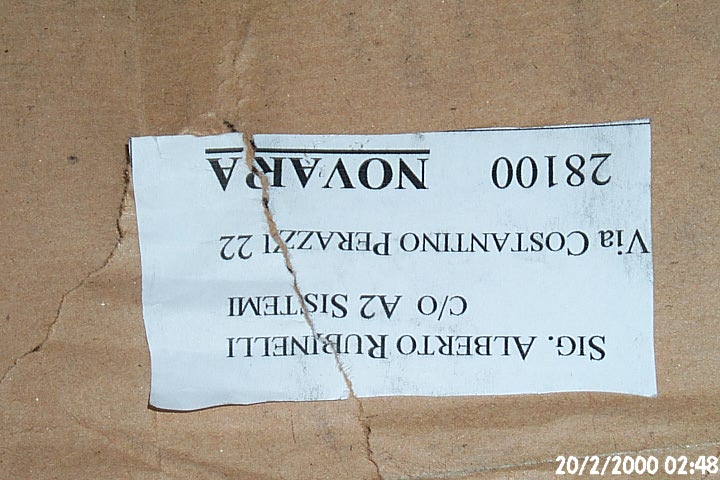 SIG. ALBERTO RUBINELLI
C/O A2 SISTEMI
Via COSTANTINO PERAZZI 22
28100 NOVARA
20/2/2000 02:48